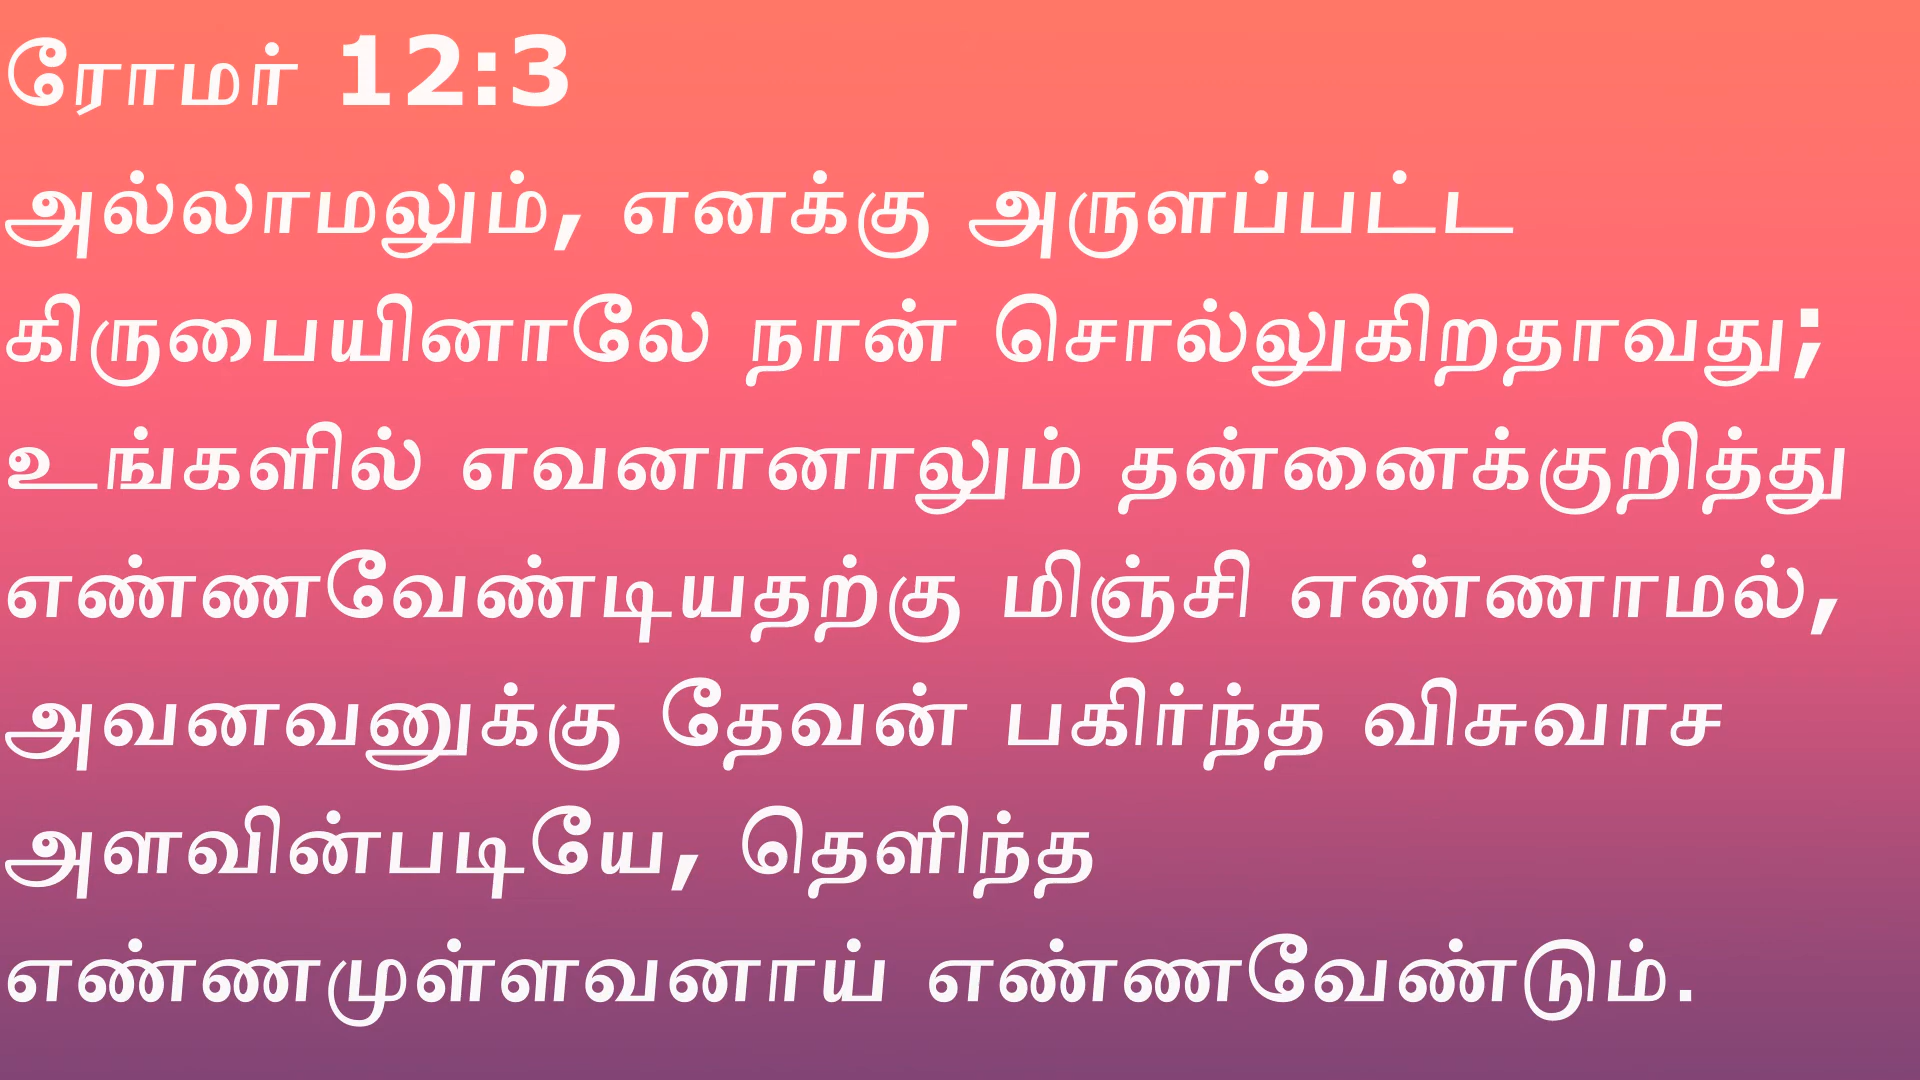 ரோமர் 12:3
அல்லாமலும், எனக்கு அருளப்பட்ட
கிருபையினாலே நான் சொல்லுகிறதாவது;
உங்களில் எவனானாலும் தன்னைக்குறித்து
எண்ணவேண்டியதற்கு மிஞ்சி எண்ணாமல்,
அவனவனுக்கு தேவன் பகிர்ந்த விசுவாச
அளவின்படியே, தெளிந்த
எண்ணமுள்ளவனாய் எண்ணவேண்டும்.